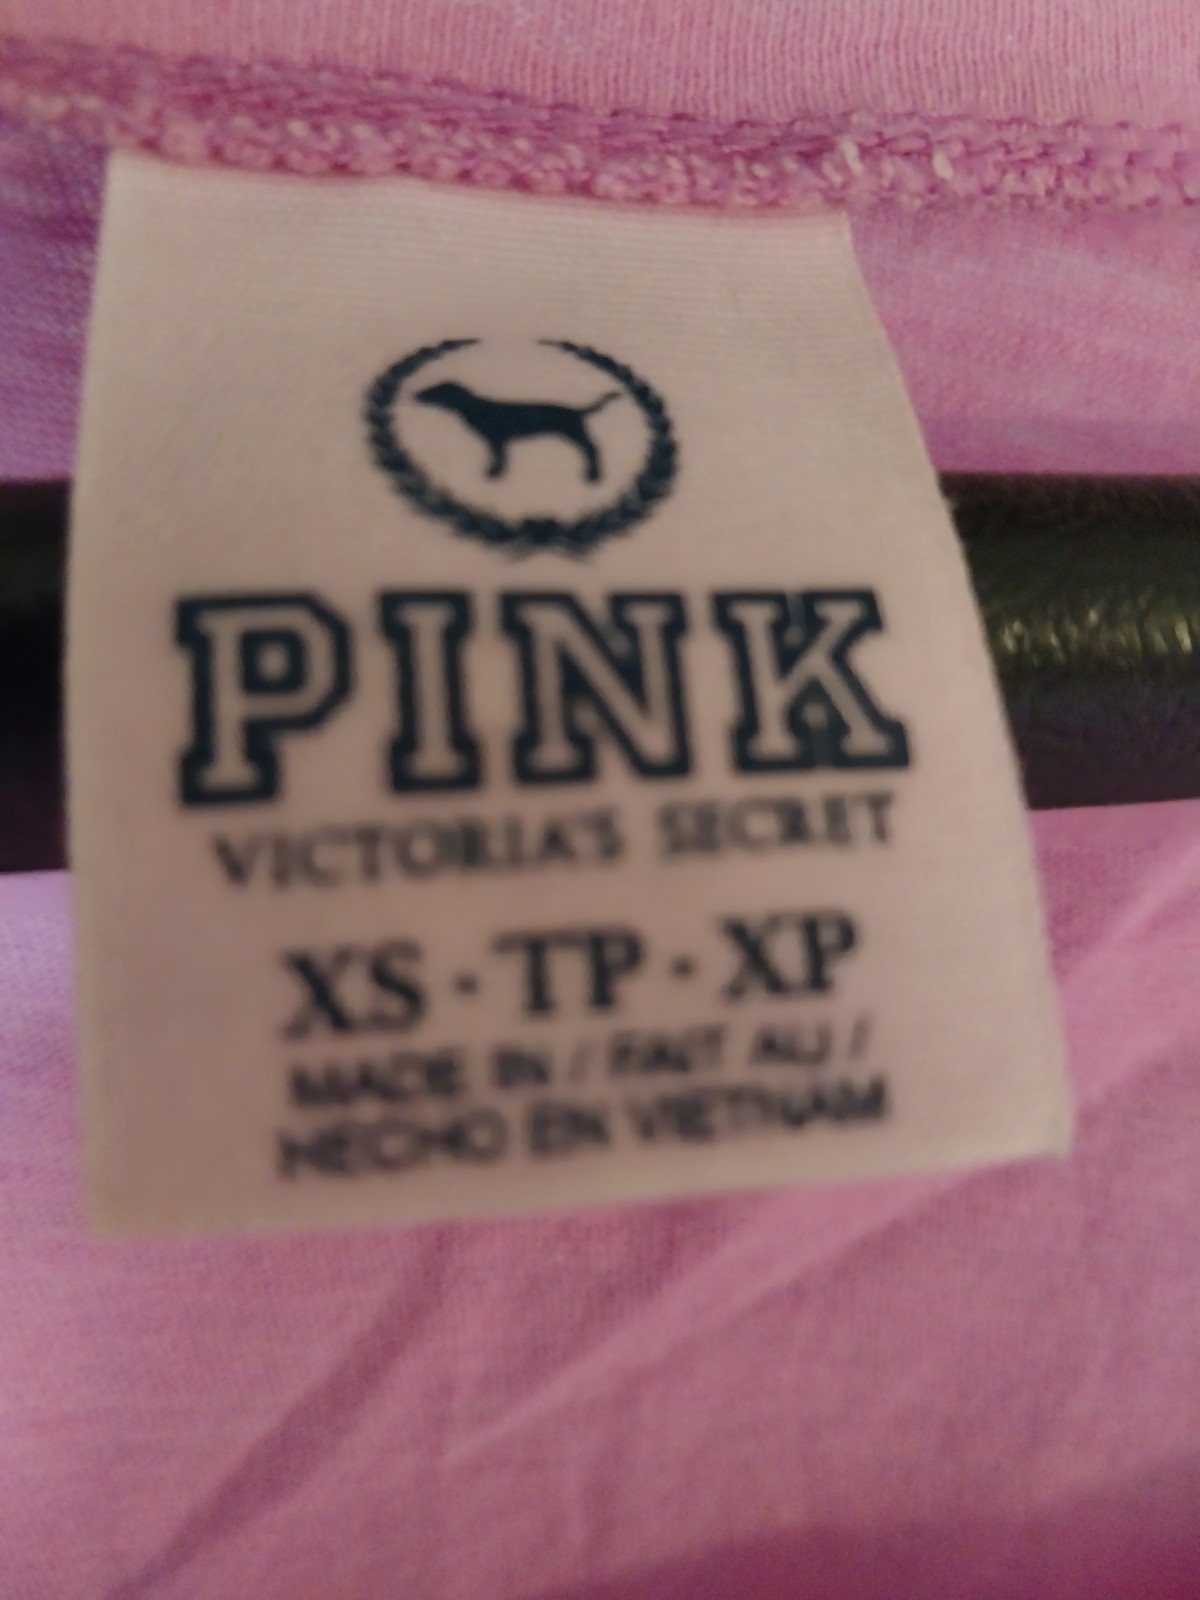 PINK
VICTORIA'S SECRET
XS · TP · XP
MADE IN / FAIT AU /
HECHO EN VIETNAM